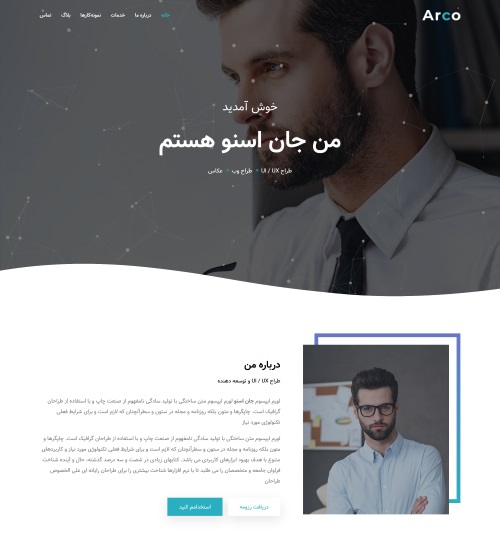 Arco
خانه درباره ما خدمات نمونه‌کارها بلاگ تماس
خوش آمدید
من جان اسنو هستم
طراح UI / UX • طراح وب • عکاس
درباره من
طراح UI / UX و توسعه دهنده
لورم ایپسوم جان اسنو لورم ایپسوم متن ساختگی با تولید سادگی نامفهوم از صنعت چاپ و با استفاده از طراحان
گرافیک است. چاپگرها و متون بلکه روزنامه و مجله در ستون و سطرآنچنان که لازم است و برای شرایط فعلی
تکنولوژی مورد نیاز
لورم ایپسوم متن ساختگی با تولید سادگی نامفهوم از صنعت چاپ و با استفاده از طراحان گرافیک است. چاپگرها و
متون بلکه روزنامه و مجله در ستون و سطرآنچنان که لازم است و برای شرایط فعلی تکنولوژی مورد نیاز و کاربردهای
متنوع با هدف بهبود ابزارهای کاربردی می باشد. کتابهای زیادی در شصت و سه درصد گذشته، حال و آینده شناخت
فراوان جامعه و متخصصان را می طلبد تا با نرم افزارها شناخت بیشتری را برای طراحان رایانه ای علی الخصوص
طراحان
دریافت رزومه
استخدامم کنید